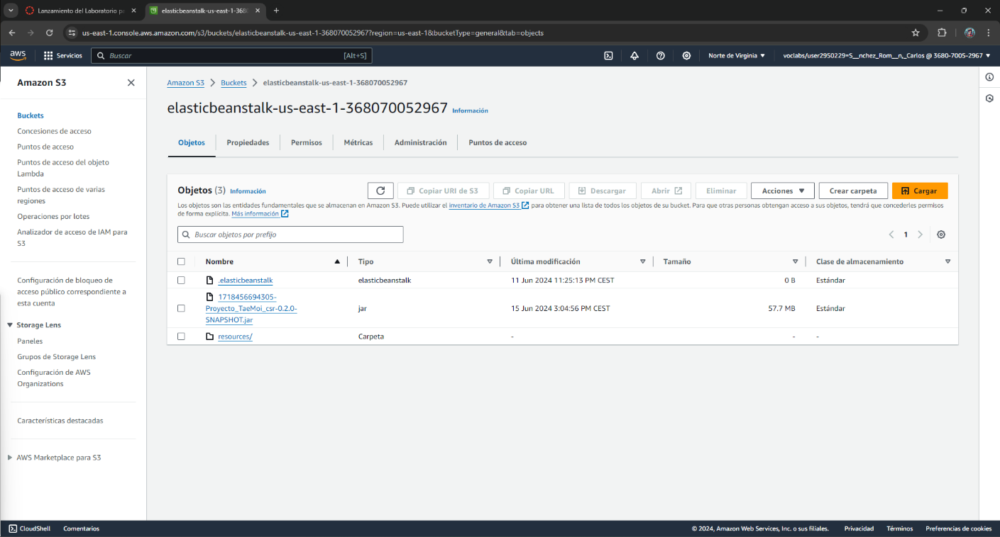 Lanzamiento del Laboratorio pa
elasticbeanstalk-us-east-1-368
us-east-1.console.aws.amazon.com/s3/buckets/elasticbeanstalk-us-east-1-368070052967?region=us-east-1&bucketType=general&tab=objects
aws
Servicios
Buscar
[Alt+S]
Norte de Virginia
voclabs/user2950229=S__nchez_Rom__n,_Carlos @ 3680-7005-2967
Amazon S3
Buckets
Concesiones de acceso
Puntos de acceso
Puntos de acceso del objeto
Lambda
Puntos de acceso de varias
regiones
Operaciones por lotes
Analizador de acceso de IAM para
S3
Configuración de bloqueo de
acceso público correspondiente a
esta cuenta
Storage Lens
Paneles
Grupos de Storage Lens
Configuración de AWS
Organizations
Características destacadas
AWS Marketplace para S3
Amazon S3 > Buckets > elasticbeanstalk-us-east-1-368070052967
elasticbeanstalk-us-east-1-368070052967 Información
Objetos Propiedades Permisos Métricas Administración Puntos de acceso
Objetos (3) Información
Copiar URI de S3 Copiar URL Descargar Abrir Eliminar Acciones Crear carpeta Cargar
Los objetos son las entidades fundamentales que se almacenan en Amazon S3. Puede utilizar el inventario de Amazon S3 para obtener una lista de todos los objetos de su bucket. Para que otras personas obtengan acceso a sus objetos, tendrá que concederles permisos
de forma explícita. Más información
Buscar objetos por prefijo
1
Nombre Tipo Última modificación Tamaño Clase de almacenamiento
.elasticbeanstalk elasticbeanstalk 11 Jun 2024 11:25:13 PM CEST 0 B Estándar
1718456694305-
Proyecto_TaeMoi_csr-0.2.0- jar 15 Jun 2024 3:04:56 PM CEST 57.7 MB Estándar
SNAPSHOT.jar
resources/ Carpeta - - -
CloudShell Comentarios
© 2024, Amazon Web Services, Inc. o sus filiales. Privacidad Términos Preferencias de cookies